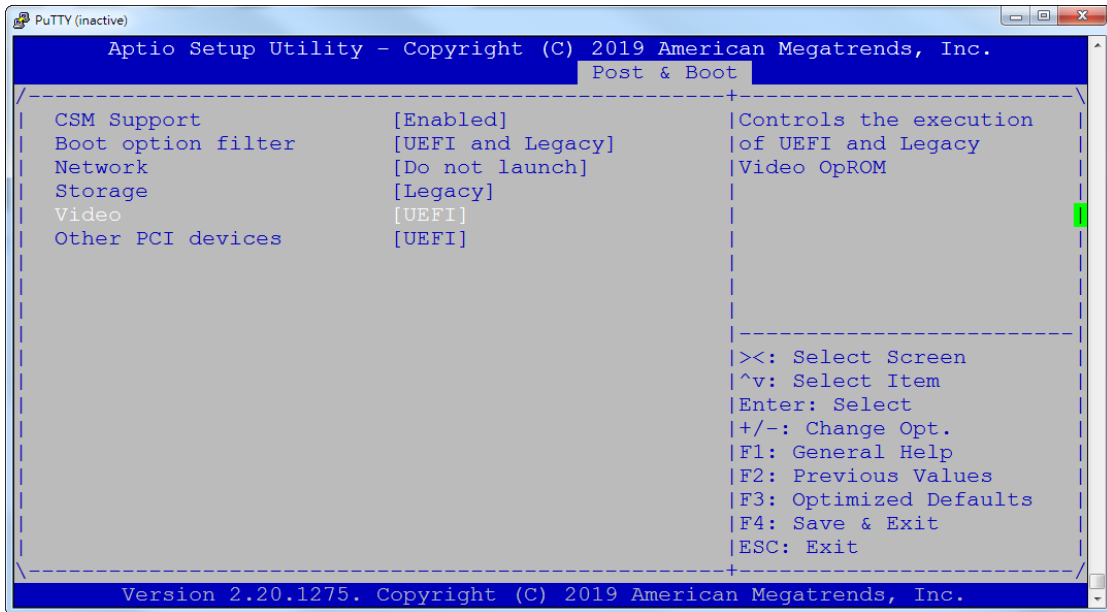 PuTTY (inactive)
Aptio Setup Utility - Copyright (C) 2019 American Megatrends, Inc.
Post & Boot
CSM Support [Enabled]
Boot option filter [UEFI and Legacy]
Network [Do not launch]
Storage [Legacy]
Video [UEFI]
Other PCI devices [UEFI]
Controls the execution
of UEFI and Legacy
Video OpROM
><: Select Screen
^v: Select Item
Enter: Select
+/-: Change Opt.
F1: General Help
F2: Previous Values
F3: Optimized Defaults
F4: Save & Exit
ESC: Exit
Version 2.20.1275. Copyright (C) 2019 American Megatrends, Inc.